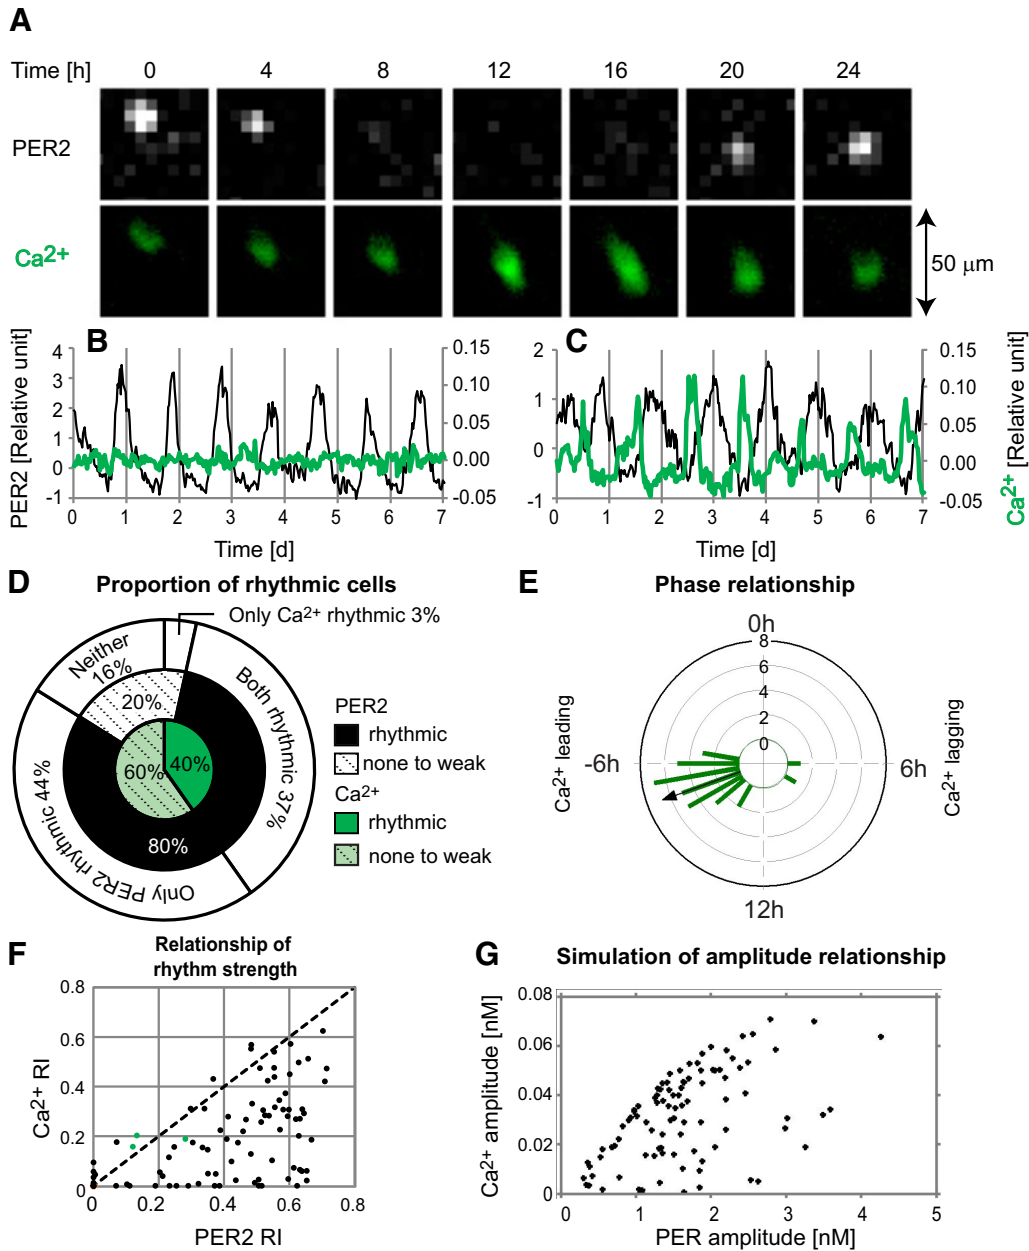 A
Time [h] 0 4 8 12 16 20 24
PER2
Ca2+
50 μm
B
C
PER2 [Relative unit]
4
3
2
1
0
-1
0.15
0.10
0.05
0.00
-0.05
0 1 2 3 4 5 6 7
Time [d]
2
1
0
-1
0.15
0.10
0.05
0.00
-0.05
0 1 2 3 4 5 6 7
Time [d]
Ca2+ [Relative unit]
D
Proportion of rhythmic cells
Only Ca2+ rhythmic 3%
Neither
16%
20%
60%
40%
80%
Both rhythmic 37%
Only PER2 rhythmic 44%
PER2
rhythmic
none to weak
Ca2+
rhythmic
none to weak
E
Phase relationship
0h
8
6
4
2
0
-6h
6h
12h
Ca2+ leading
Ca2+ lagging
F
Relationship of
rhythm strength
Ca2+ RI
0.8
0.6
0.4
0.2
0
0 0.2 0.4 0.6 0.8
PER2 RI
G
Simulation of amplitude relationship
Ca2+ amplitude [nM]
0.08
0.06
0.04
0.02
0
0 1 2 3 4 5
PER amplitude [nM]